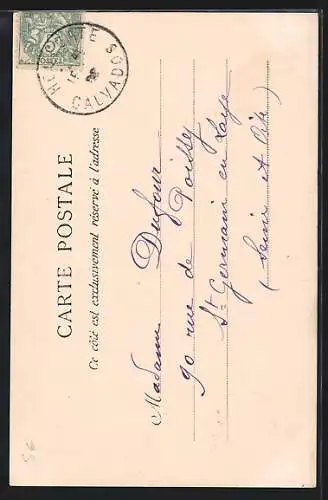 CARTE POSTALE
Ce côté est exclusivement réservé à l'adresse
CALVADOS
Madame Dufour
90 rue de Poissy
St Germain en Laye
(Seine et Oise)